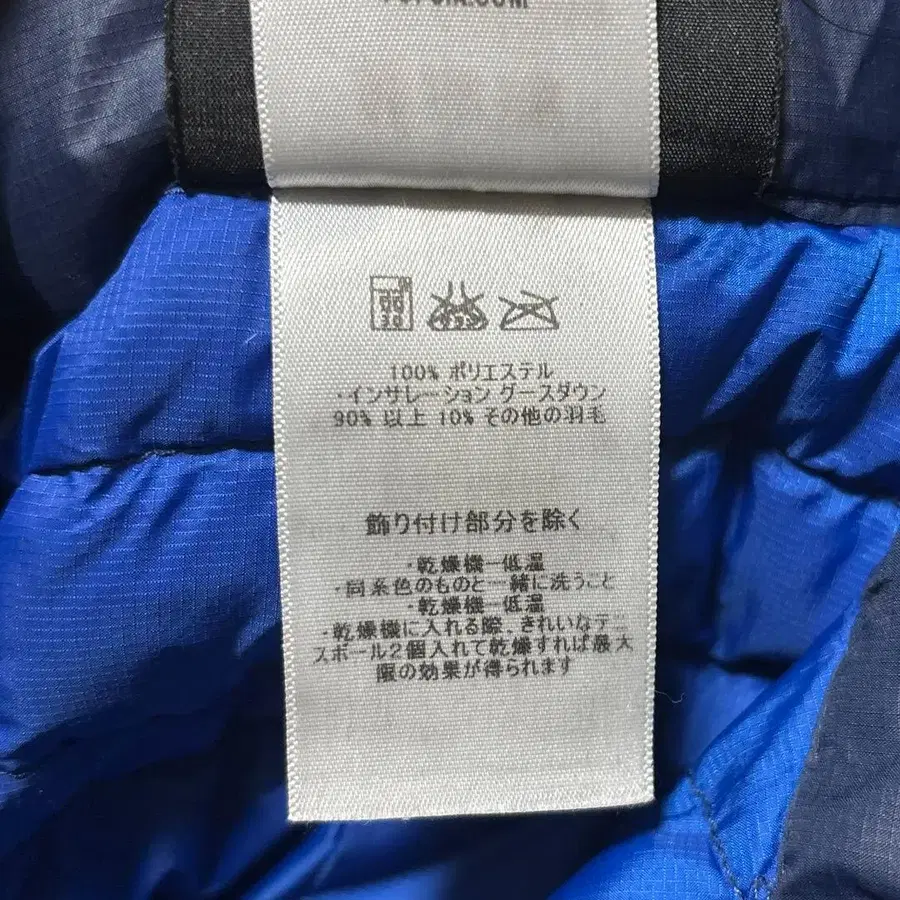 100% ポリエステル
・インサレーション グースダウン
90% 以上 10% その他の羽毛
飾り付け部分を除く
・乾燥機ー低温
・同系色のものと一緒に洗うこと
・乾燥機ー低温
・乾燥機に入れる際、きれいなテニ
スボール2個入れて乾燥すれば最大
限の効果が得られます